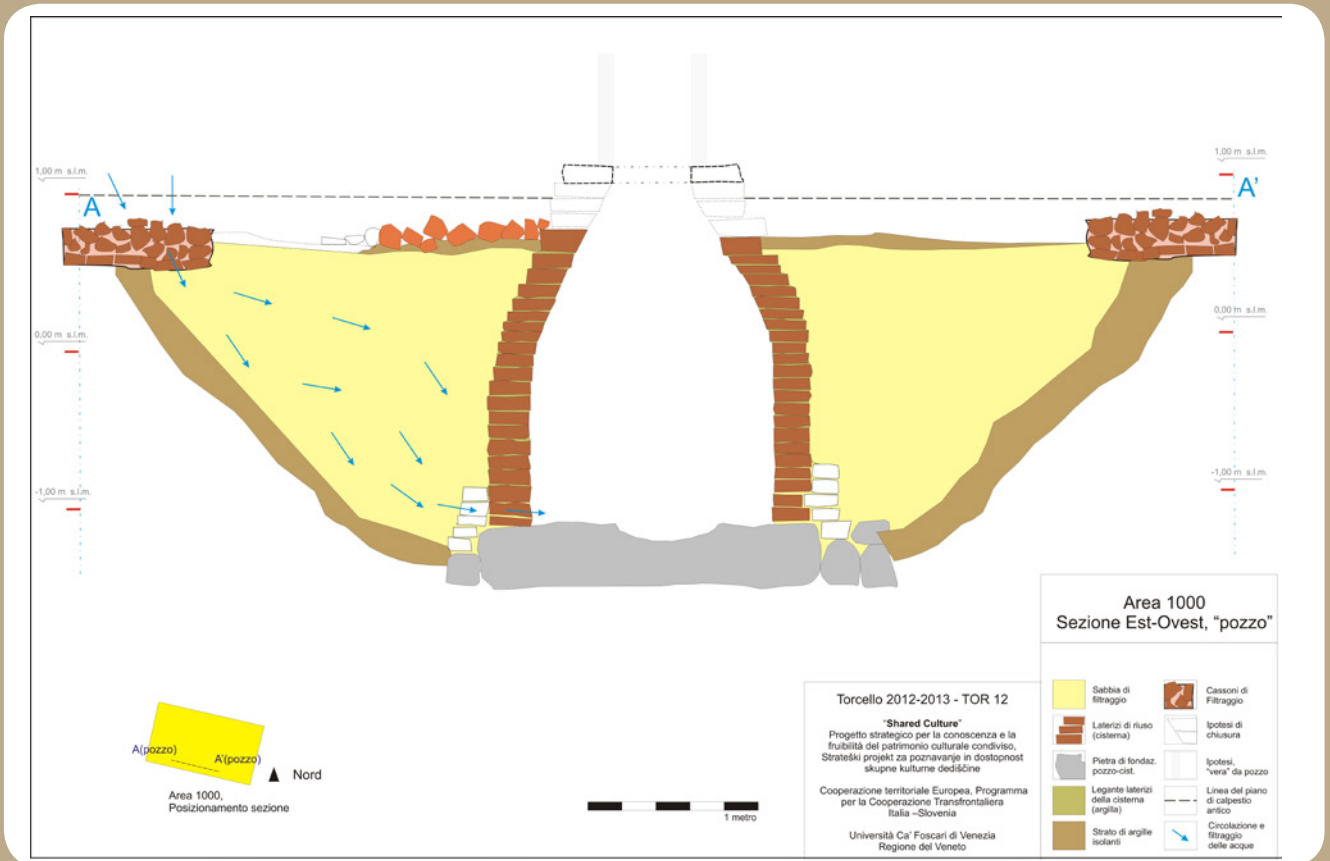 1,00 m s.l.m.
1,00 m s.l.m.
A
A'
0,00 m s.l.m.
0,00 m s.l.m.
-1,00 m s.l.m.
-1,00 m s.l.m.
A(pozzo)
A'(pozzo)
Nord
Area 1000,
Posizionamento sezione
1 metro
Torcello 2012-2013 - TOR 12
"Shared Culture"
Progetto strategico per la conoscenza e la
fruibilità del patrimonio culturale condiviso,
Strateški projekt za poznavanje in dostopnost
skupne kulturne dediščine
Cooperazione territoriale Europea, Programma
per la Cooperazione Transfrontaliera
Italia –Slovenia
Università Ca' Foscari di Venezia
Regione del Veneto
Area 1000
Sezione Est-Ovest, "pozzo"
Sabbia di
filtraggio
Laterizi di riuso
(cisterna)
Pietra di fondaz.
pozzo-cist.
Legante laterizi
della cisterna
(argilla)
Strato di argille
isolanti
Cassoni di
Filtraggio
Ipotesi di
chiusura
Ipotesi,
"vera" da pozzo
Linea del piano
di calpestio
antico
Circolazione e
filtraggio
delle acque